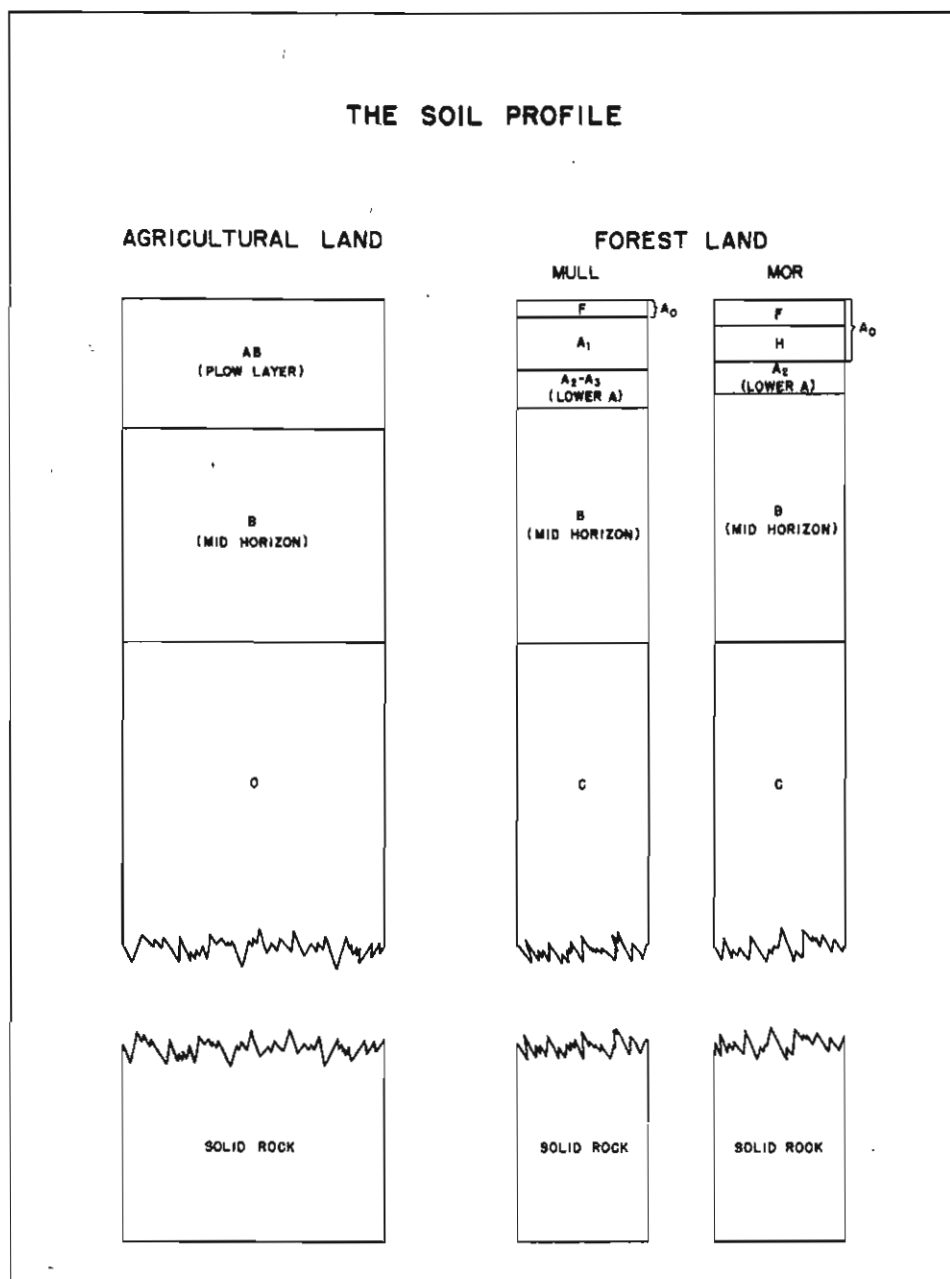 THE SOIL PROFILE
AGRICULTURAL LAND
AB
(PLOW LAYER)
B
(MID HORIZON)
C
SOLID ROCK
FOREST LAND
MULL
F
A₀
A₁
A₂-A₃
(LOWER A)
B
(MID HORIZON)
C
SOLID ROCK
MOR
F
A₀
H
A₂
(LOWER A)
B
(MID HORIZON)
C
SOLID ROCK